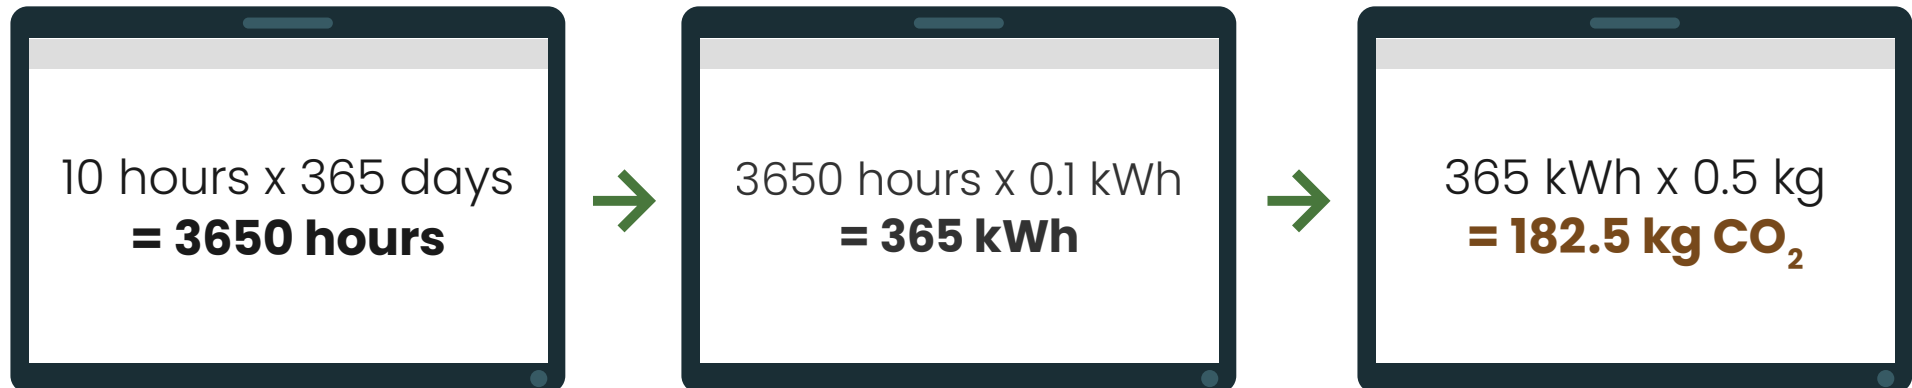 10 hours x 365 days
= 3650 hours
3650 hours x 0.1 kWh
= 365 kWh
365 kWh x 0.5 kg
= 182.5 kg CO₂